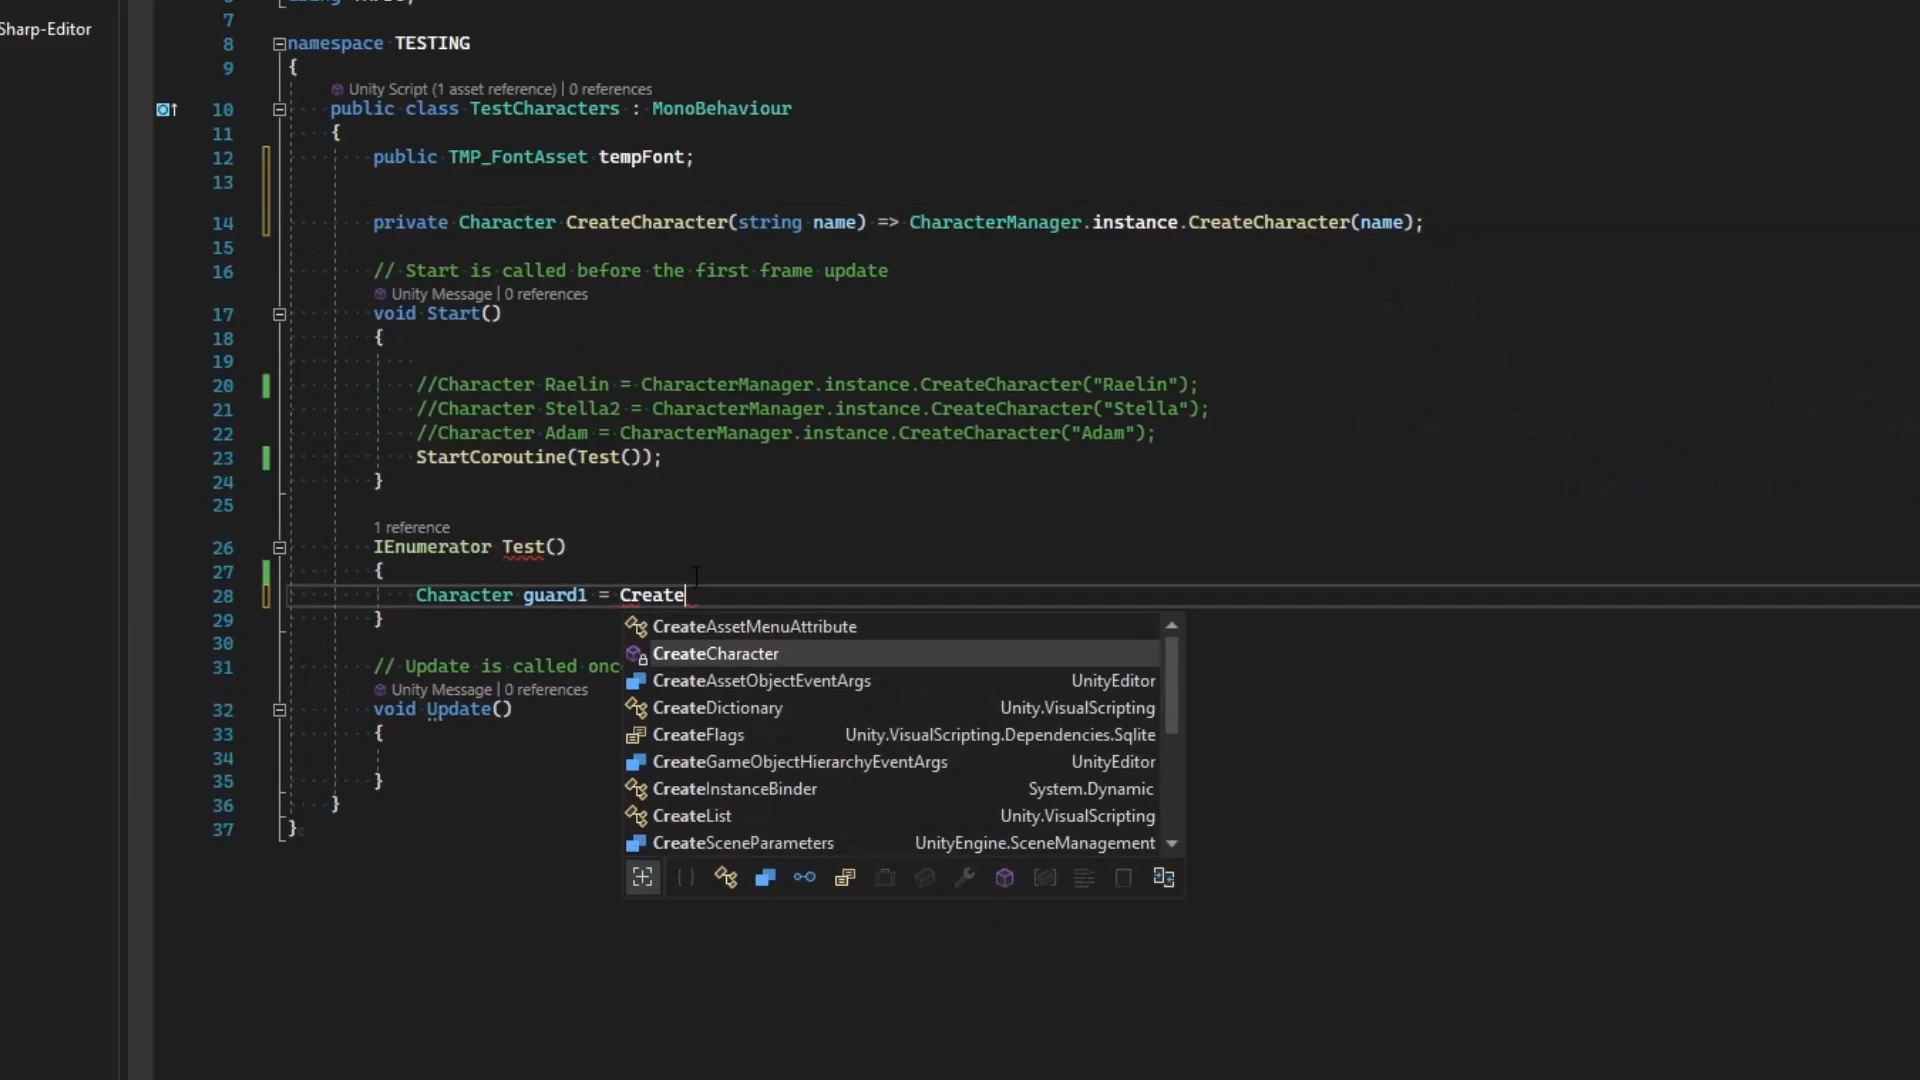 Sharp-Editor
7
8 namespace TESTING
9 {
Unity Script (1 asset reference) | 0 references
10 public class TestCharacters : MonoBehaviour
11 {
12 public TMP_FontAsset tempFont;
13
14 private Character CreateCharacter(string name) => CharacterManager.instance.CreateCharacter(name);
15
16 // Start is called before the first frame update
Unity Message | 0 references
17 void Start()
18 {
19
20 //Character Raelin = CharacterManager.instance.CreateCharacter("Raelin");
21 //Character Stella2 = CharacterManager.instance.CreateCharacter("Stella");
22 //Character Adam = CharacterManager.instance.CreateCharacter("Adam");
23 StartCoroutine(Test());
24 }
25
1 reference
26 IEnumerator Test()
27 {
28 Character guard1 = Create
29 }
30
31 // Update is called onc
Unity Message | 0 references
32 void Update()
33 {
34
35 }
36 }
37 }
CreateAssetMenuAttribute
CreateCharacter
CreateAssetObjectEventArgs UnityEditor
CreateDictionary Unity.VisualScripting
CreateFlags Unity.VisualScripting.Dependencies.Sqlite
CreateGameObjectHierarchyEventArgs UnityEditor
CreateInstanceBinder System.Dynamic
CreateList Unity.VisualScripting
CreateSceneParameters UnityEngine.SceneManagement